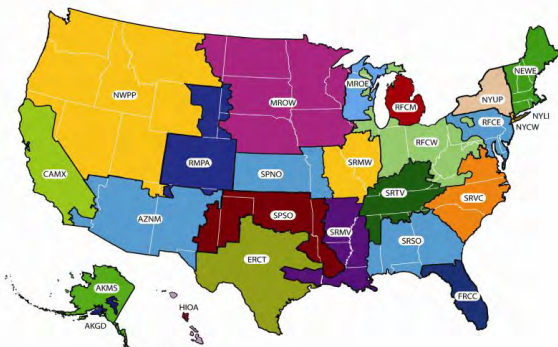 NEWE
NWPP
MROE
NYUP
MROW
RFCM
NYLI
RFCE
NYCW
RFCW
RMPA
SRMW
CAMX
SPNO
SRTV
SRVC
SPSO
AZNM
SRMV
SRSO
ERCT
AKMS
HIOA
FRCC
AKGD